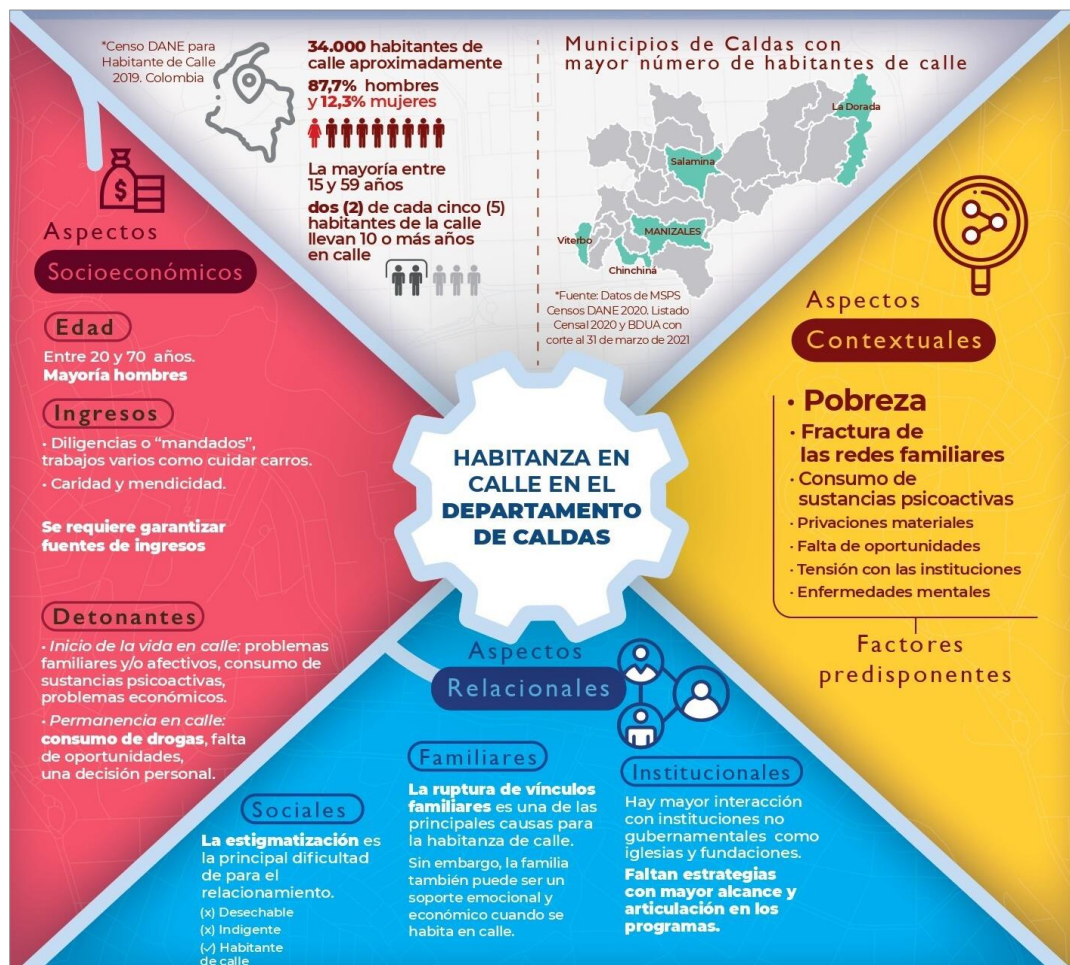 *Censo DANE para
Habitante de Calle
2019. Colombia
34.000 habitantes de
calle aproximadamente
87,7% hombres
y 12,3% mujeres
La mayoría entre
15 y 59 años
dos (2) de cada cinco (5)
habitantes de la calle
llevan 10 o más años
en calle
Municipios de Caldas con
mayor número de habitantes de calle
La Dorada
Salamina
MANIZALES
Viterbo
Chinchiná
*Fuente: Datos de MSPS
Censos DANE 2020. Listado
Censal 2020 y BDUA con
corte al 31 de marzo de 2021
$
Aspectos
Socioeconómicos
Edad
Entre 20 y 70 años.
Mayoría hombres
Ingresos
• Diligencias o “mandados”,
trabajos varios como cuidar carros.
• Caridad y mendicidad.
Se requiere garantizar
fuentes de ingresos
Detonantes
• Inicio de la vida en calle: problemas
familiares y/o afectivos, consumo de
sustancias psicoactivas,
problemas económicos.
• Permanencia en calle:
consumo de drogas, falta
de oportunidades,
una decisión personal.
HABITANZA EN
CALLE EN EL
DEPARTAMENTO
DE CALDAS
Aspectos
Contextuales
• Pobreza
• Fractura de
las redes familiares
• Consumo de
sustancias psicoactivas
• Privaciones materiales
• Falta de oportunidades
• Tensión con las instituciones
• Enfermedades mentales
Factores
predisponentes
Aspectos
Relacionales
Sociales
La estigmatización es
la principal dificultad
de para el
relacionamiento.
(x) Desechable
(x) Indigente
(✓) Habitante
de calle
Familiares
La ruptura de vínculos
familiares es una de las
principales causas para
la habitanza de calle.
Sin embargo, la familia
también puede ser un
soporte emocional y
económico cuando se
habita en calle.
Institucionales
Hay mayor interacción
con instituciones no
gubernamentales como
iglesias y fundaciones.
Faltan estrategias
con mayor alcance y
articulación en los
programas.